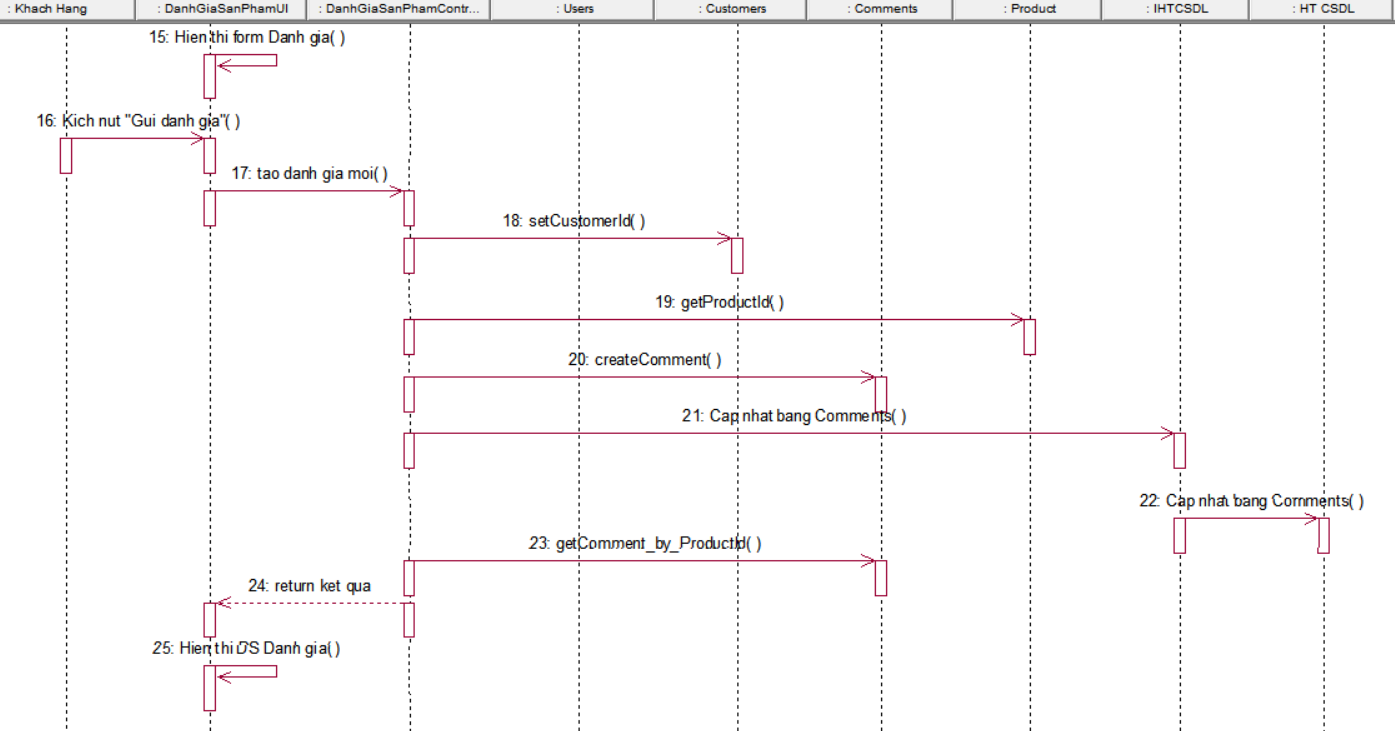 : Khach Hang
: DanhGiaSanPhamUI
: DanhGiaSanPhamContr...
: Users
: Customers
: Comments
: Product
: IHTCSDL
: HT CSDL
15: Hien thi form Danh gia( )
16: Kich nut "Gui danh gia"( )
17: tao danh gia moi( )
18: setCustomerId( )
19: getProductId( )
20: createComment( )
21: Cap nhat bang Comments( )
22: Cap nhat bang Comments( )
23: getComment_by_ProductId( )
24: return ket qua
25: Hien thi DS Danh gia( )